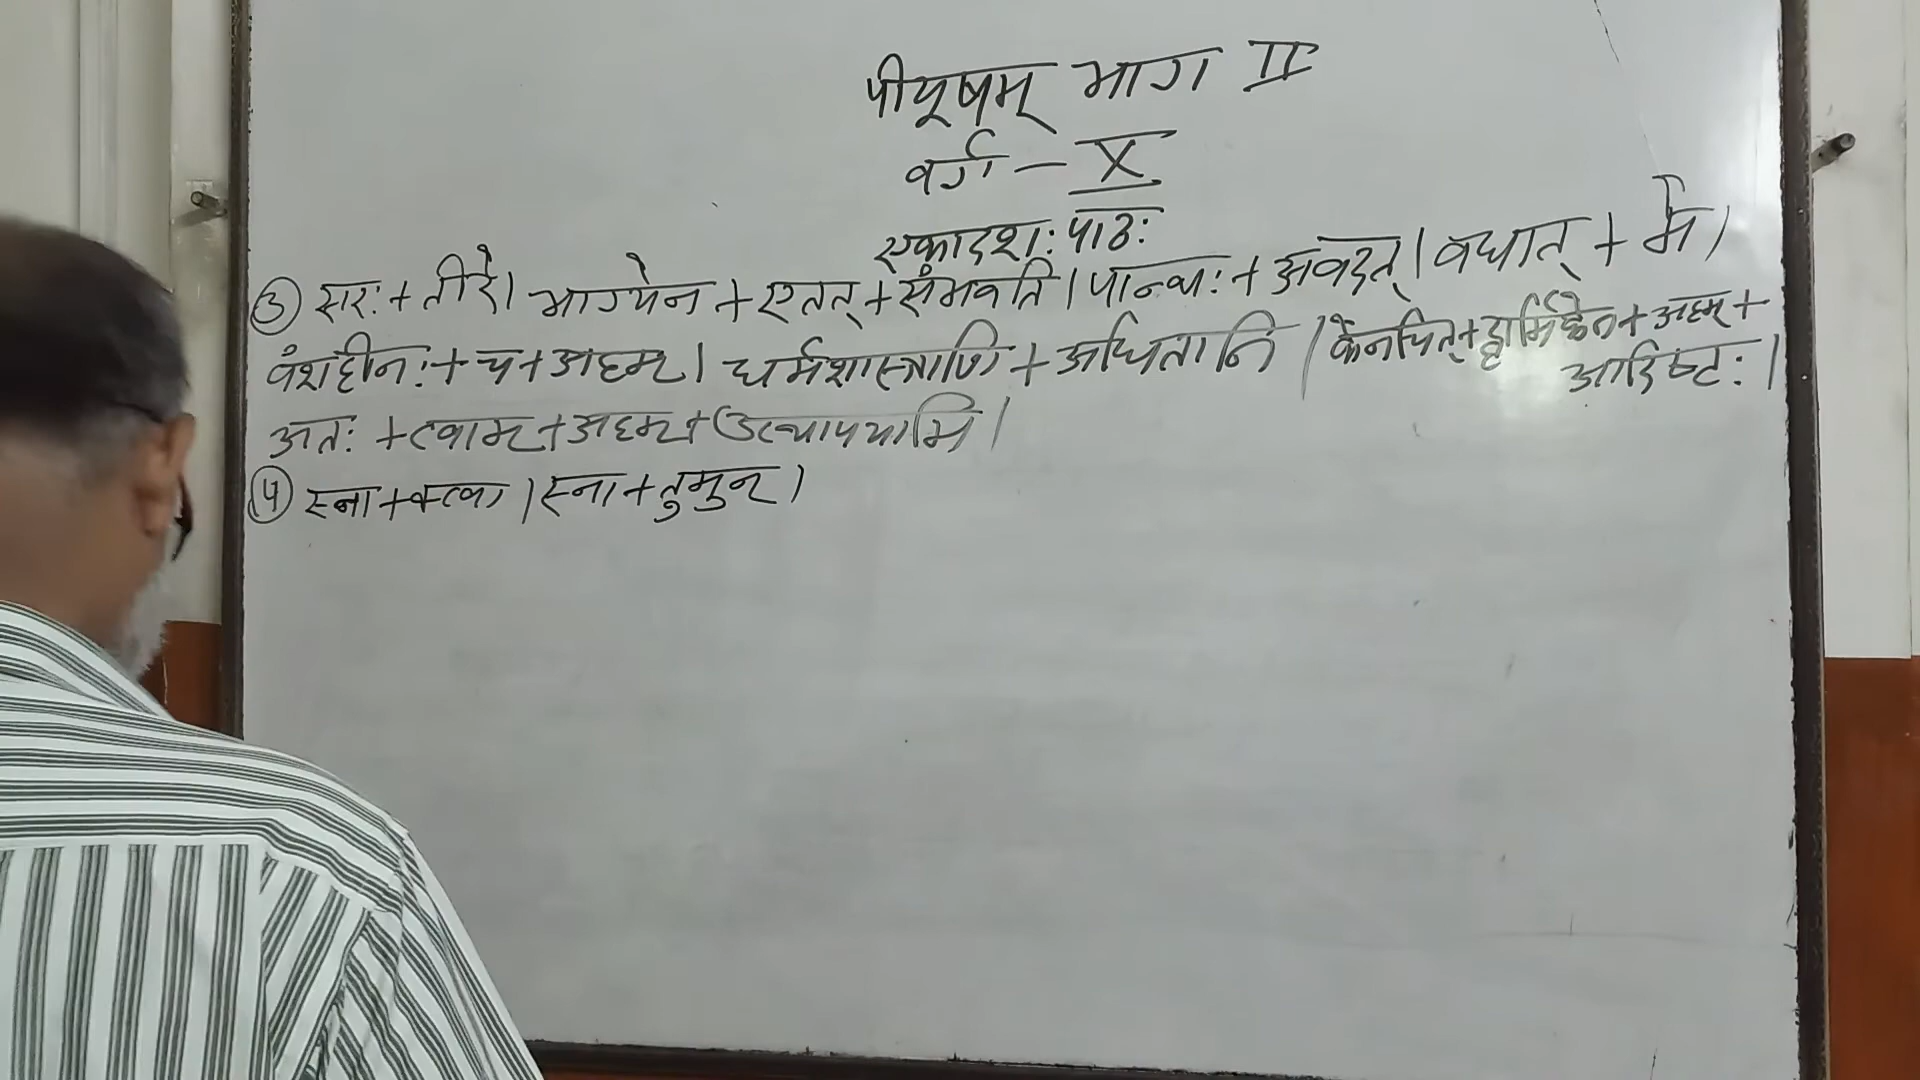 पीयूषम् भाग II
वर्ग - X
एकादशः पाठः
③ सरः + तीरे। भाग्येन + एतत् + संभवति। पान्थः + अवदत्। वधात् + मे।
वंशहीनः + च + अहम्। धर्मशास्त्राणि + अधितानि। केनचित् + धार्मिकेन + अहम् +
आदिष्टः।
अतः + त्वाम् + अहम् + उत्थापयामि।
④ स्ना + क्त्वा। स्ना + तुमुन्।